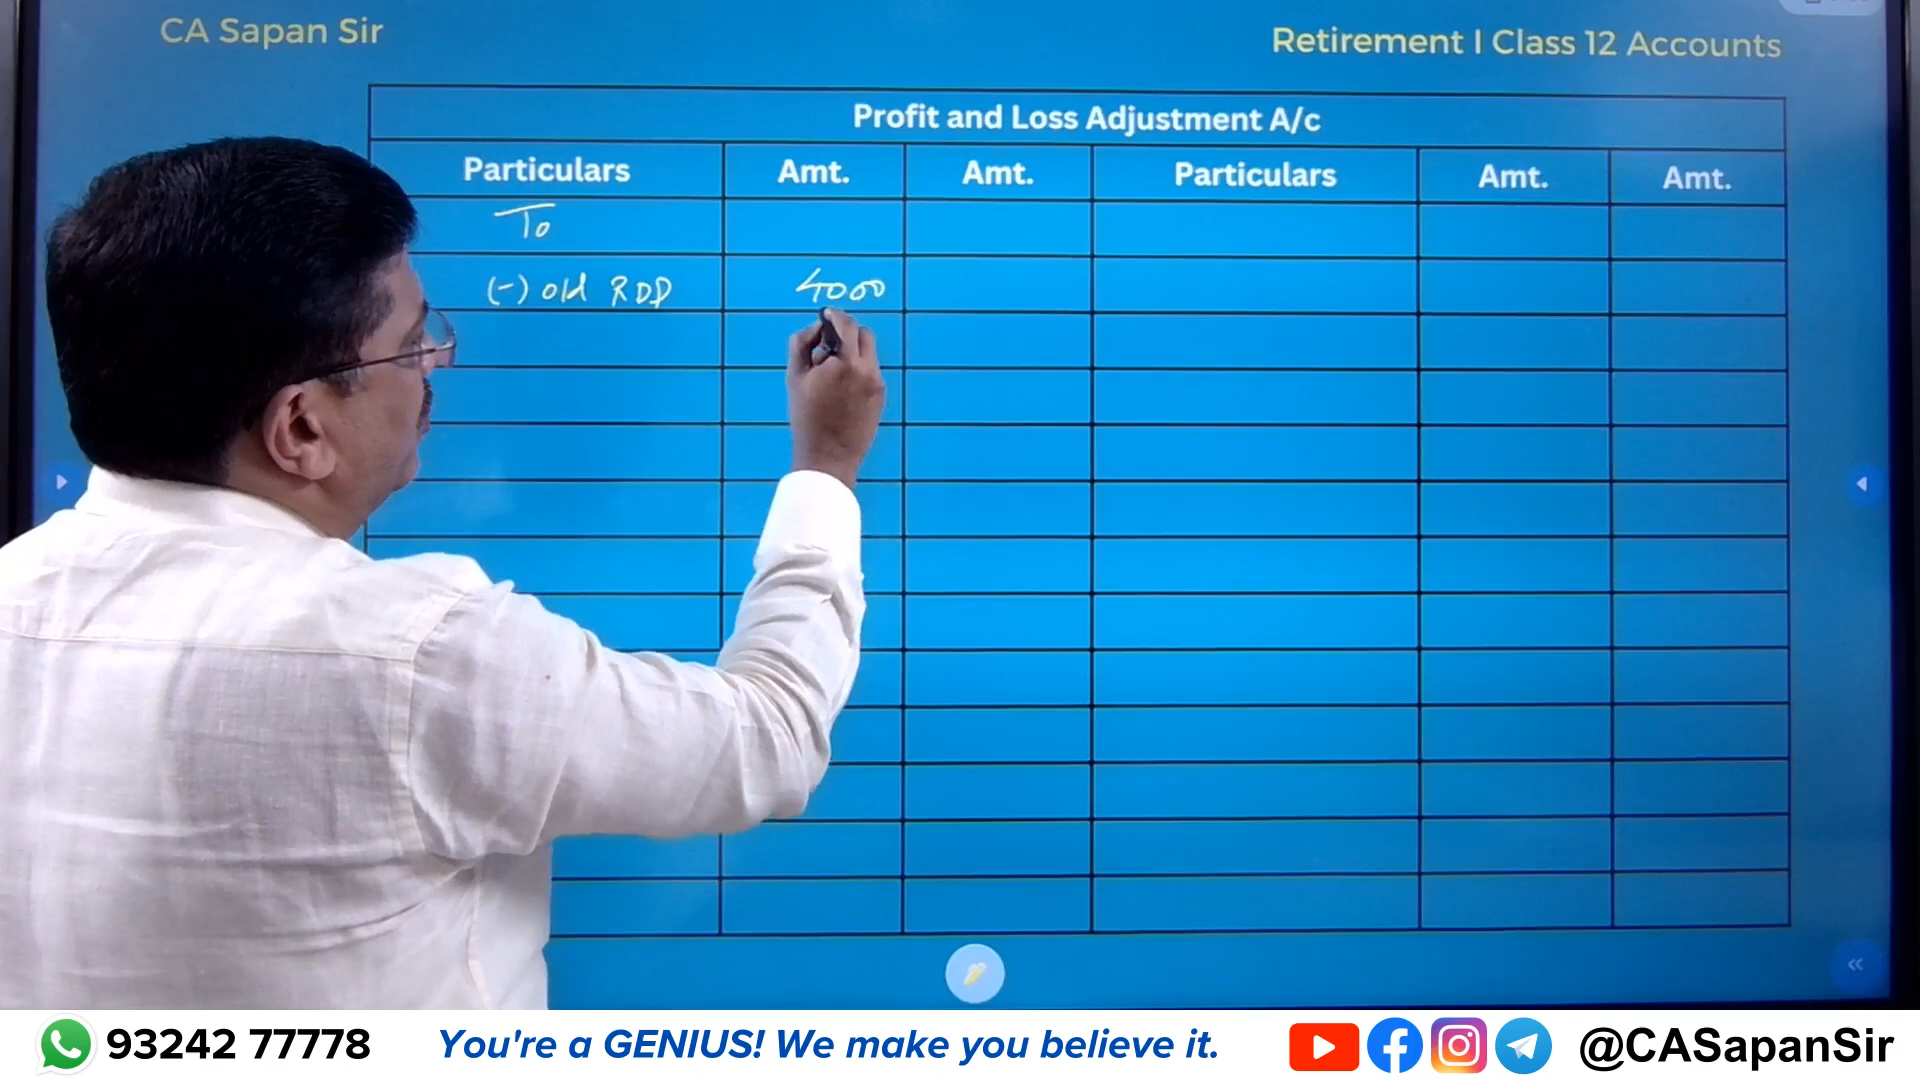 CA Sapan Sir
Retirement I Class 12 Accounts
Profit and Loss Adjustment A/c
Particulars Amt. Amt. Particulars Amt. Amt.
To
(-) old RDD 4000
93242 77778
You're a GENIUS! We make you believe it.
@CASapanSir